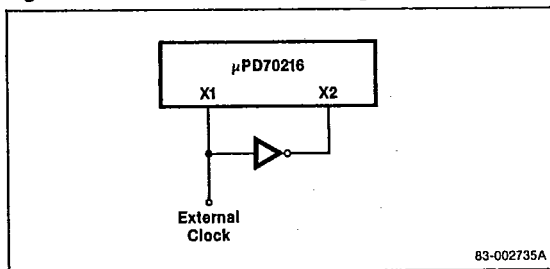 μPD70216
X1 X2
External
Clock
83-002735A